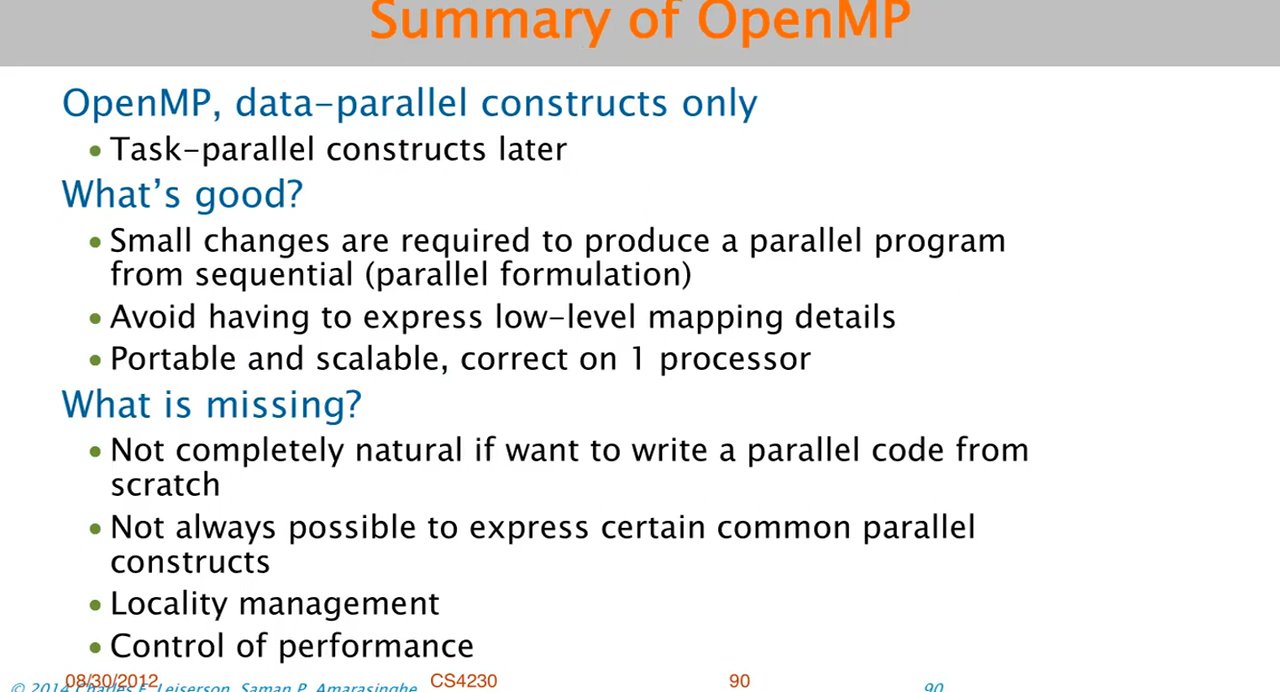 Summary of OpenMP
OpenMP, data-parallel constructs only
• Task-parallel constructs later
What's good?
• Small changes are required to produce a parallel program
from sequential (parallel formulation)
• Avoid having to express low-level mapping details
• Portable and scalable, correct on 1 processor
What is missing?
• Not completely natural if want to write a parallel code from
scratch
• Not always possible to express certain common parallel
constructs
• Locality management
• Control of performance
08/30/2012 CS4230 90
© 2014 Charles E. Leiserson, Saman P. Amarasinghe 90